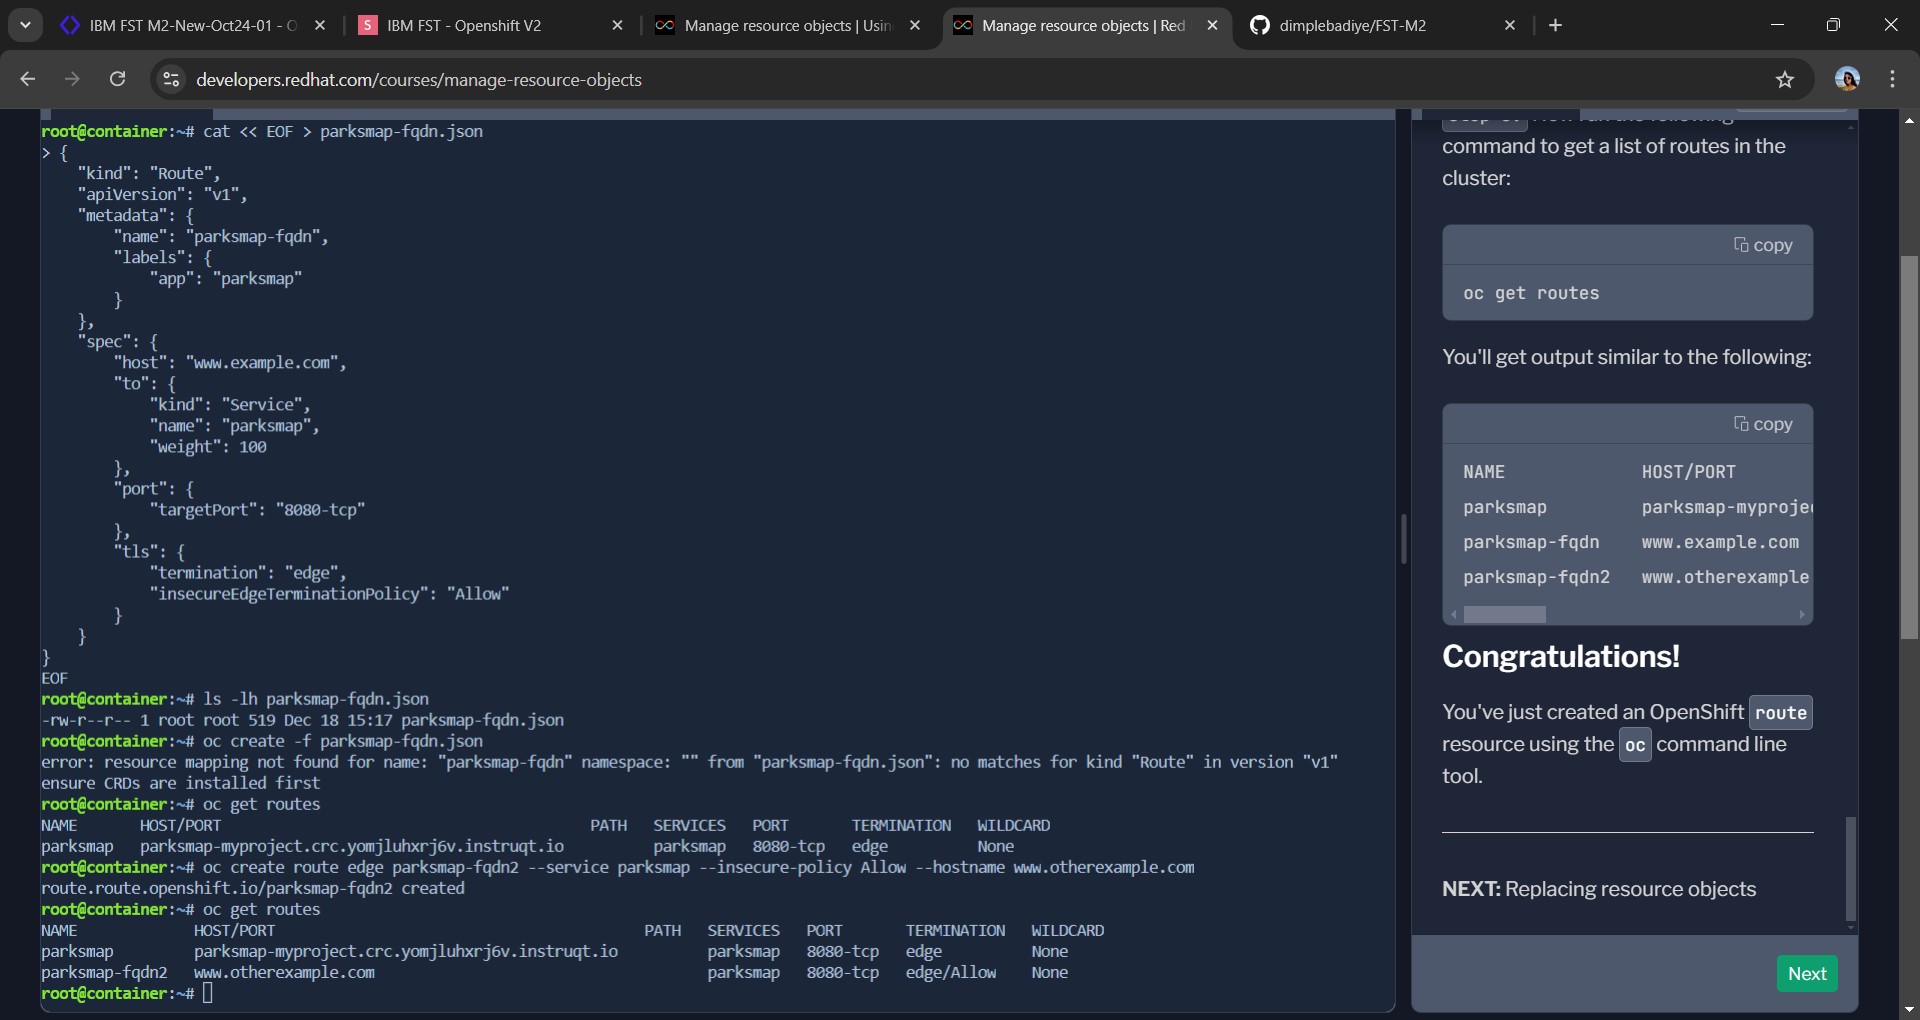 IBM FST M2-New-Oct24-01 - O
IBM FST - Openshift V2
Manage resource objects | Usin
Manage resource objects | Red
dimplebadiye/FST-M2
developers.redhat.com/courses/manage-resource-objects
root@container:~# cat << EOF > parksmap-fqdn.json
> {
"kind": "Route",
"apiVersion": "v1",
"metadata": {
"name": "parksmap-fqdn",
"labels": {
"app": "parksmap"
}
},
"spec": {
"host": "www.example.com",
"to": {
"kind": "Service",
"name": "parksmap",
"weight": 100
},
"port": {
"targetPort": "8080-tcp"
},
"tls": {
"termination": "edge",
"insecureEdgeTerminationPolicy": "Allow"
}
}
}
EOF
root@container:~# ls -lh parksmap-fqdn.json
-rw-r--r-- 1 root root 519 Dec 18 15:17 parksmap-fqdn.json
root@container:~# oc create -f parksmap-fqdn.json
error: resource mapping not found for name: "parksmap-fqdn" namespace: "" from "parksmap-fqdn.json": no matches for kind "Route" in version "v1"
ensure CRDs are installed first
root@container:~# oc get routes
NAME HOST/PORT PATH SERVICES PORT TERMINATION WILDCARD
parksmap parksmap-myproject.crc.yomjluhxrj6v.instruqt.io parksmap 8080-tcp edge None
root@container:~# oc create route edge parksmap-fqdn2 --service parksmap --insecure-policy Allow --hostname www.otherexample.com
route.route.openshift.io/parksmap-fqdn2 created
root@container:~# oc get routes
NAME HOST/PORT PATH SERVICES PORT TERMINATION WILDCARD
parksmap parksmap-myproject.crc.yomjluhxrj6v.instruqt.io parksmap 8080-tcp edge None
parksmap-fqdn2 www.otherexample.com parksmap 8080-tcp edge/Allow None
root@container:~#
command to get a list of routes in the
cluster:
copy
oc get routes
You'll get output similar to the following:
copy
NAME HOST/PORT
parksmap parksmap-myproje
parksmap-fqdn www.example.com
parksmap-fqdn2 www.otherexample
Congratulations!
You've just created an OpenShift route
resource using the oc command line
tool.
NEXT: Replacing resource objects
Next